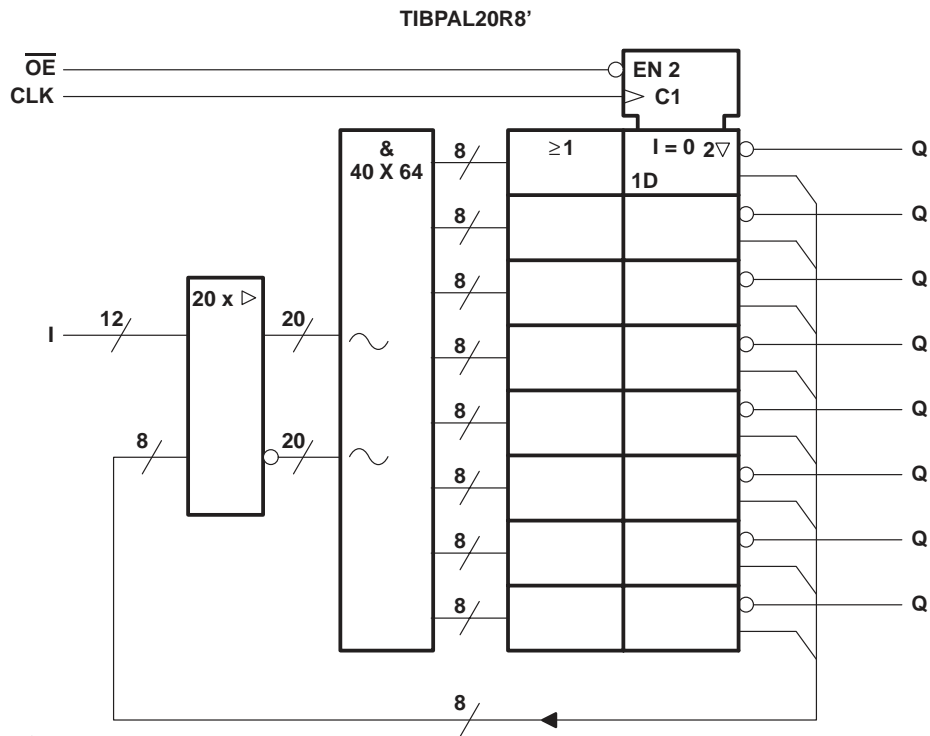 TIBPAL20R8’
OE
EN 2
CLK
C1
&
40 X 64
8
≥1
I = 0 2▽
Q
1D
8
Q
8
Q
20 x ▷
I
12
20
8
Q
8
Q
8
20
8
Q
8
Q
8
Q
8